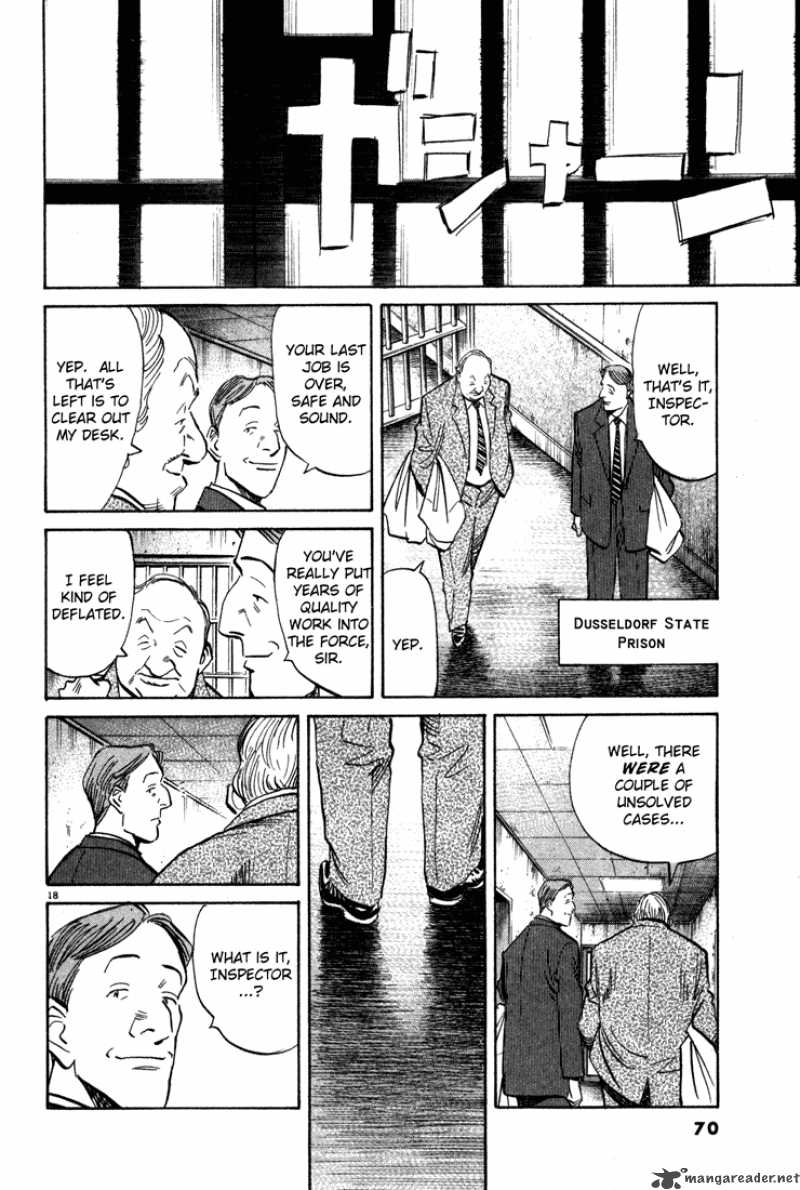 ガシャーン
WELL,
THAT'S IT,
INSPEC-
TOR.
DUSSELDORF STATE
PRISON
YEP.
YOUR LAST
JOB IS
OVER,
SAFE AND
SOUND.
YEP. ALL
THAT'S
LEFT IS TO
CLEAR OUT
MY DESK.
YOU'VE
REALLY PUT
YEARS OF
QUALITY
WORK INTO
THE FORCE,
SIR.
I FEEL
KIND OF
DEFLATED.
WELL, THERE
WERE A
COUPLE OF
UNSOLVED
CASES...
WHAT IS IT,
INSPECTOR
...?
18
70
mangareader.net